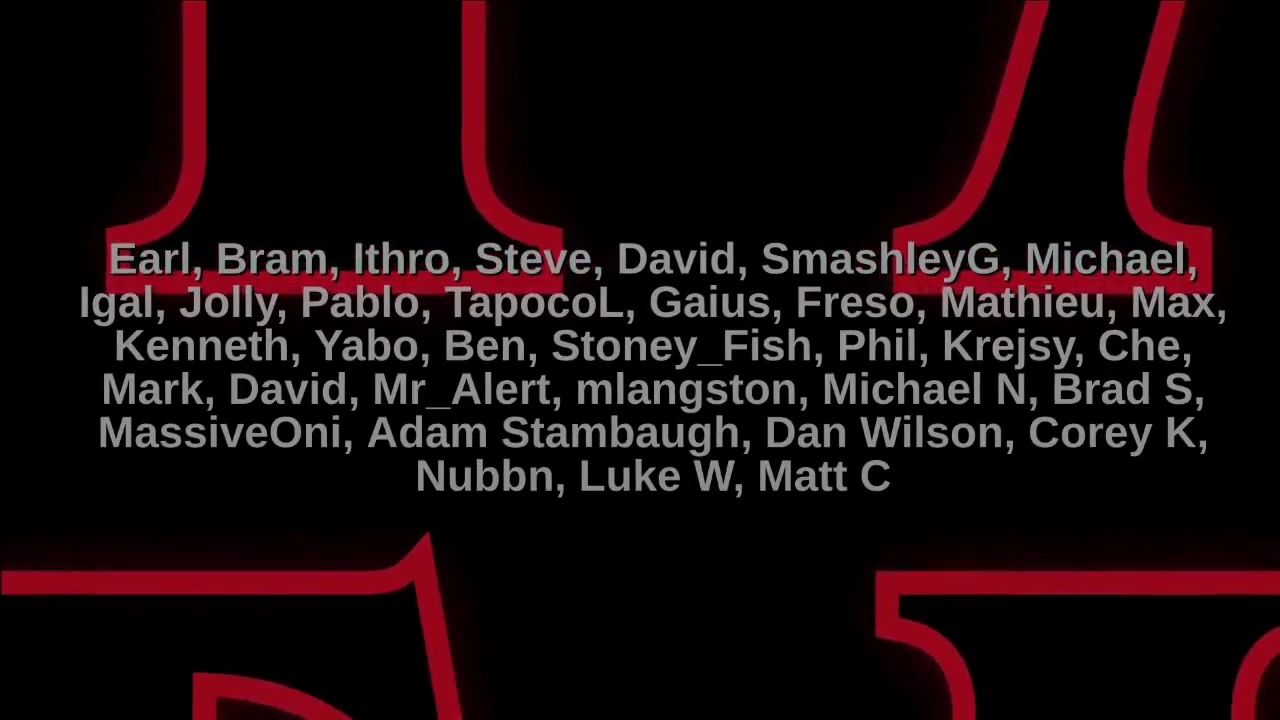 Earl, Bram, Ithro, Steve, David, SmashleyG, Michael,
Igal, Jolly, Pablo, TapocoL, Gaius, Freso, Mathieu, Max,
Kenneth, Yabo, Ben, Stoney_Fish, Phil, Krejsy, Che,
Mark, David, Mr_Alert, mlangston, Michael N, Brad S,
MassiveOni, Adam Stambaugh, Dan Wilson, Corey K,
Nubbn, Luke W, Matt C